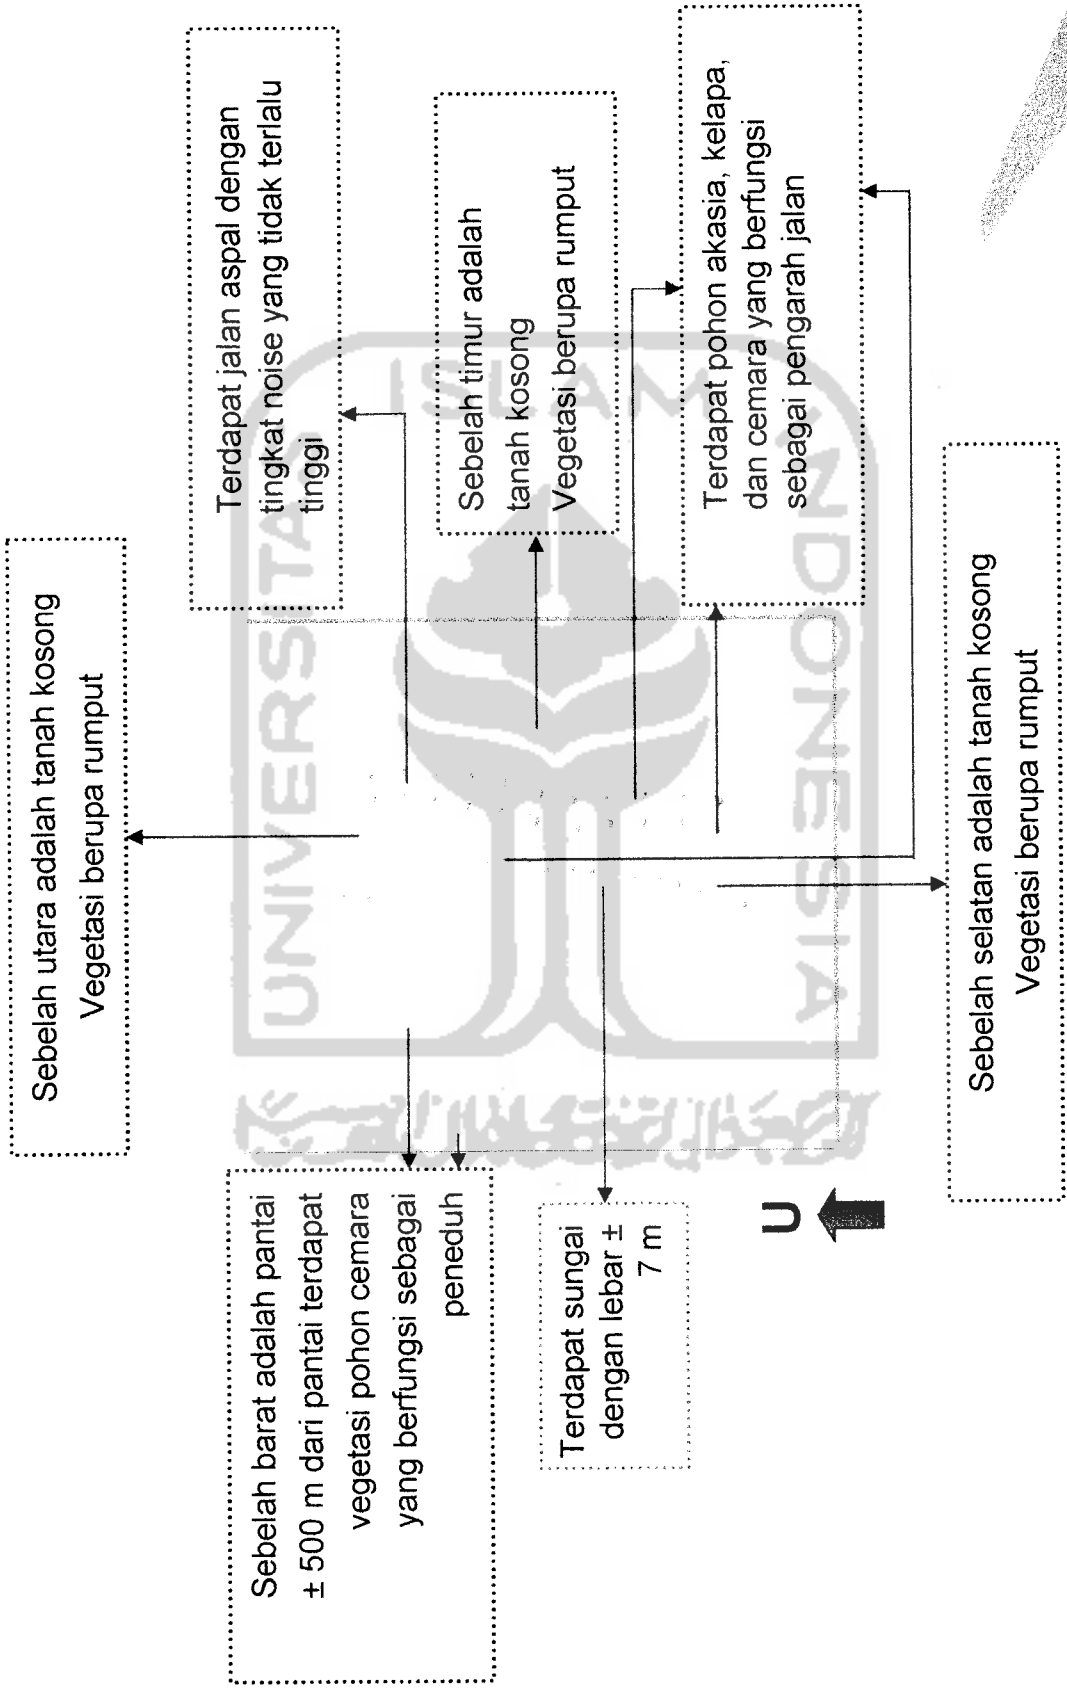 Sebelah utara adalah tanah kosong
Vegetasi berupa rumput
Terdapat jalan aspal dengan
tingkat noise yang tidak terlalu
tinggi
Sebelah timur adalah
tanah kosong
Vegetasi berupa rumput
Terdapat pohon akasia, kelapa,
dan cemara yang berfungsi
sebagai pengarah jalan
Sebelah selatan adalah tanah kosong
Vegetasi berupa rumput
Sebelah barat adalah pantai
± 500 m dari pantai terdapat
vegetasi pohon cemara
yang berfungsi sebagai
peneduh
Terdapat sungai
dengan lebar ±
7 m
U
UNIVERSITAS
ISLAM
INDONESIA